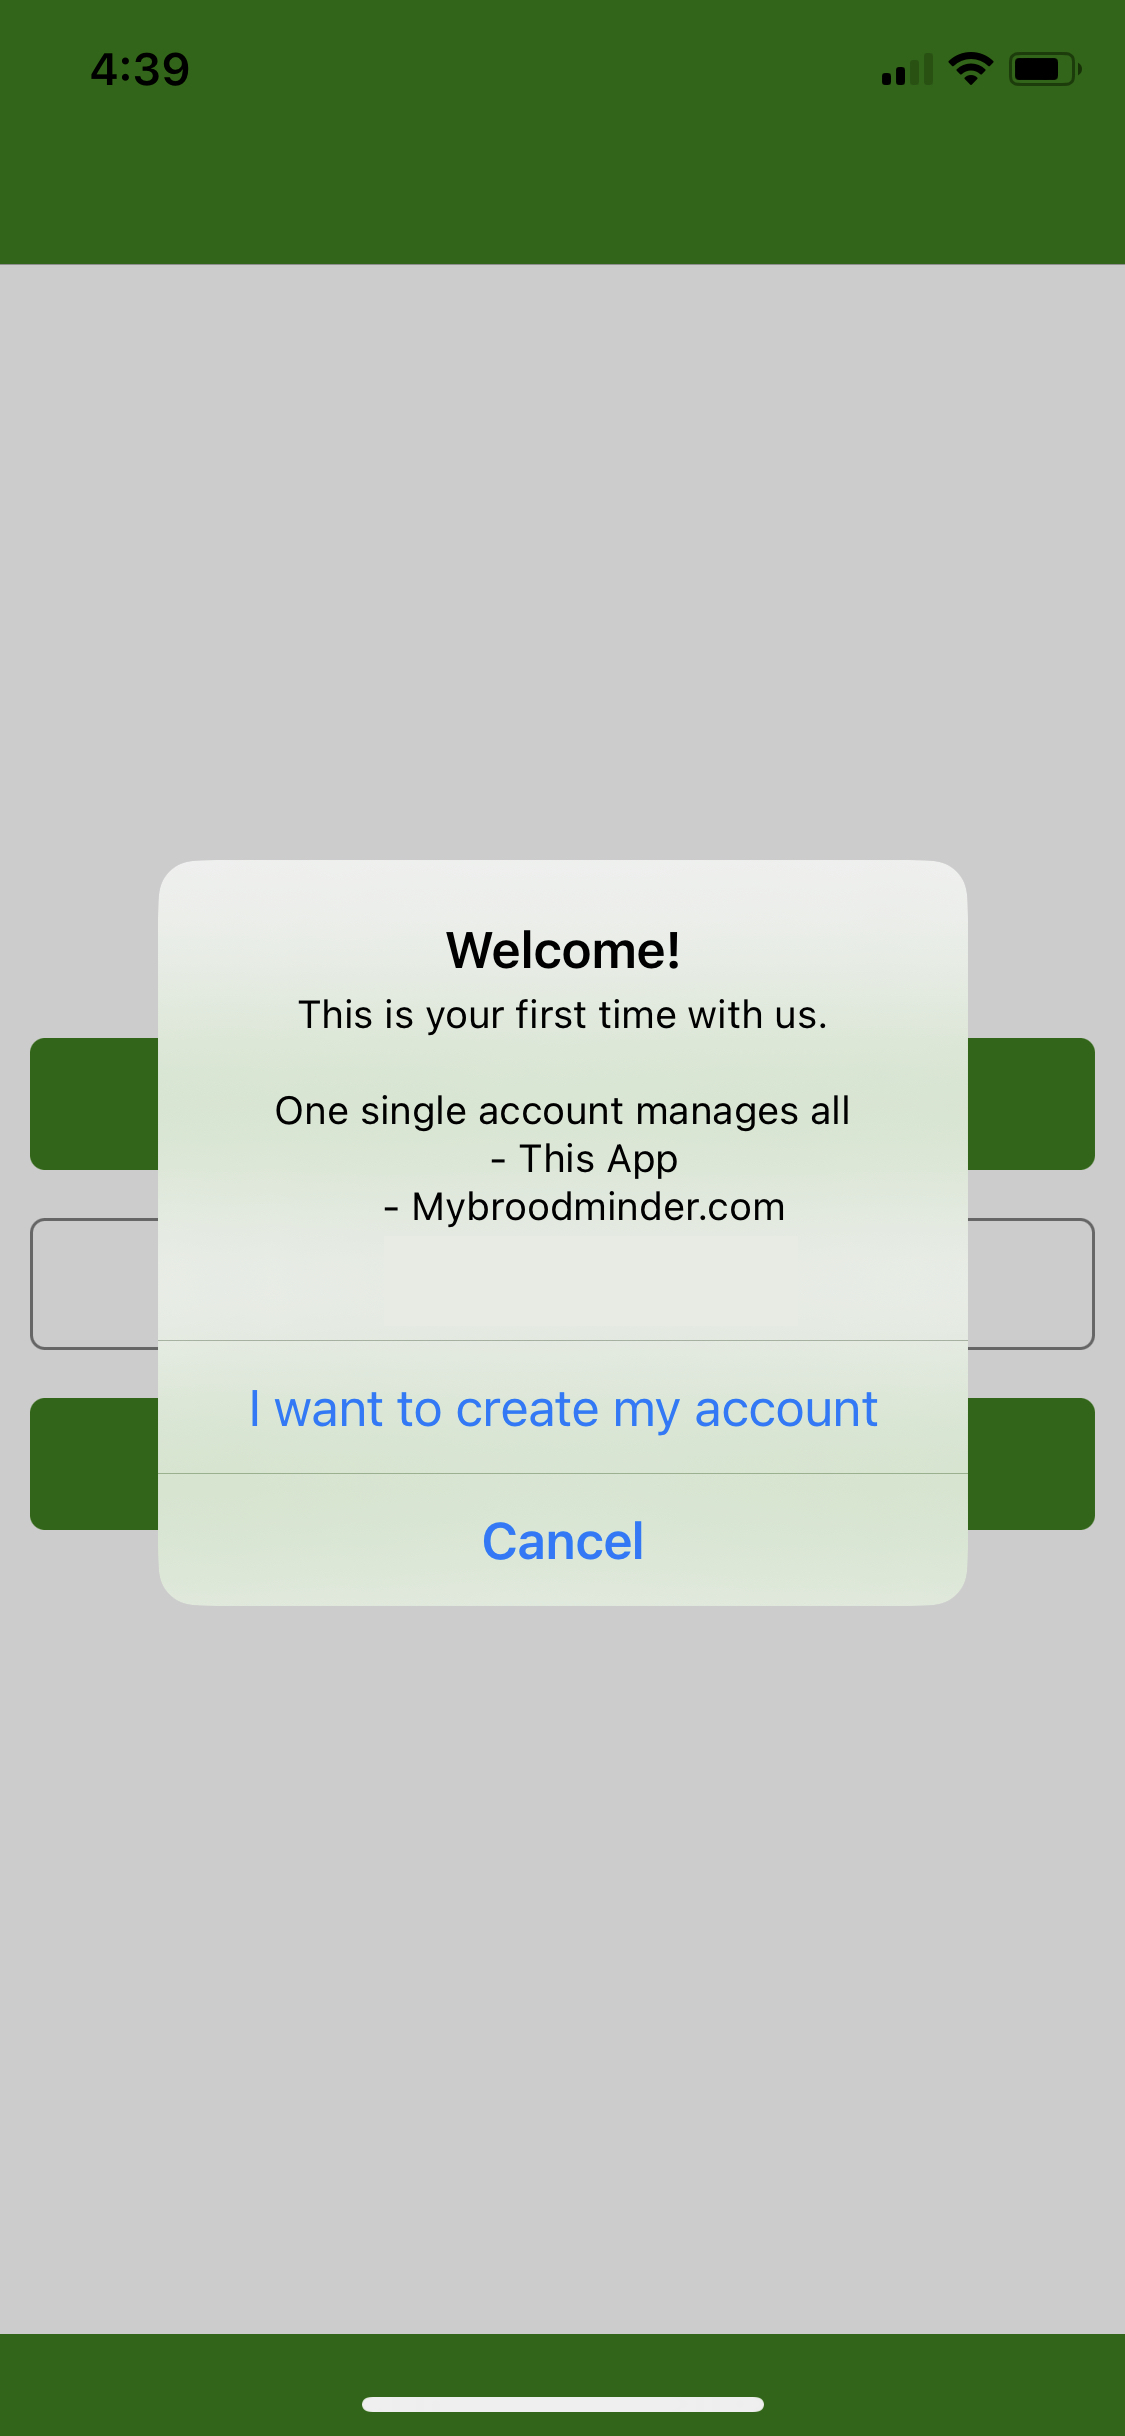 4:39
Welcome!
This is your first time with us.
One single account manages all
- This App
- Mybroodminder.com
I want to create my account
Cancel